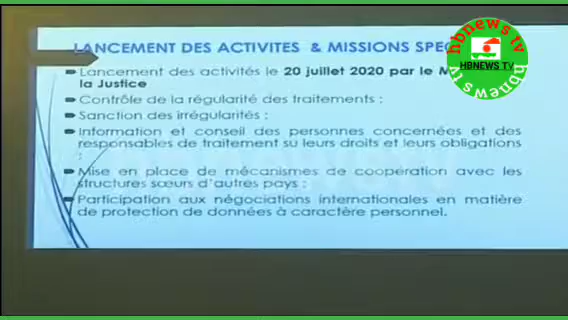 LANCEMENT DES ACTIVITES & MISSIONS SPEC
Lancement des activités le 20 juillet 2020 par le M
la Justice
Contrôle de la régularité des traitements ;
Sanction des irrégularités ;
Information et conseil des personnes concernées et des
responsables de traitement su leurs droits et leurs obligations
;
Mise en place de mécanismes de coopération avec les
structures sœurs d'autres pays ;
Participation aux négociations internationales en matière
de protection de données à caractère personnel.
hbnews tv
HBNEWS TV
hbnews tv